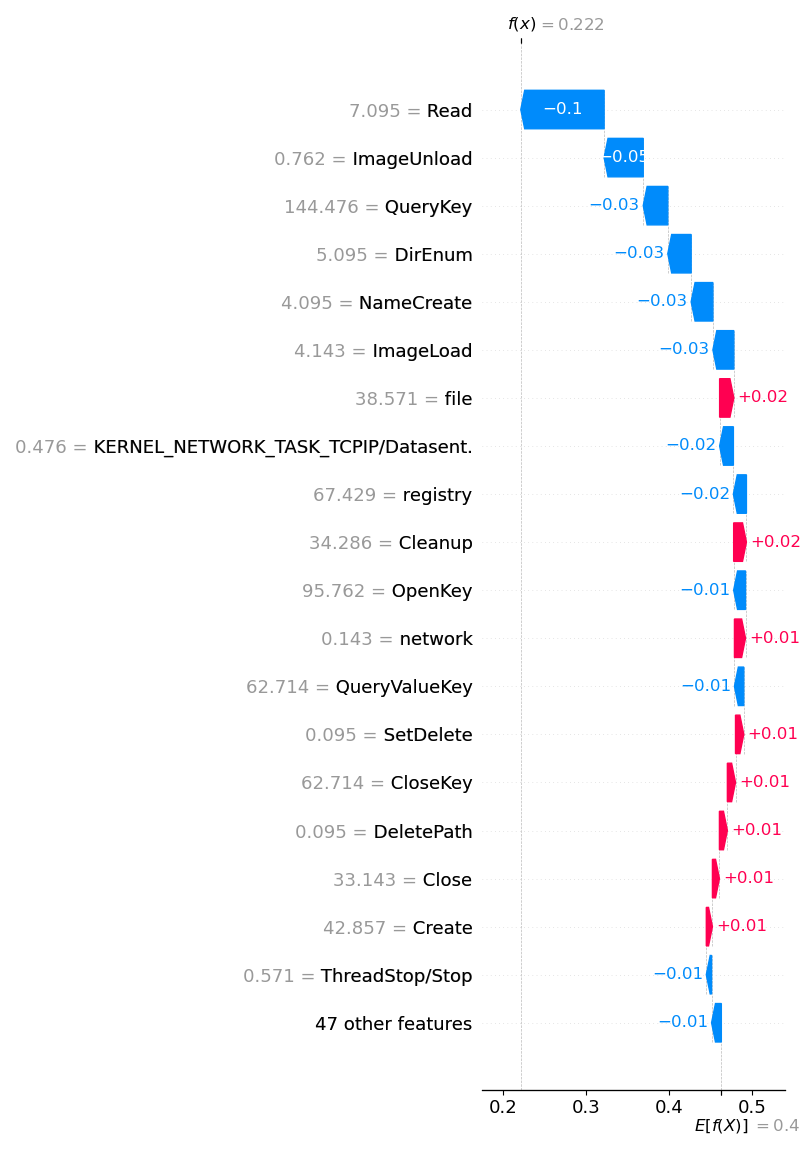 f(x) = 0.222
7.095 = Read −0.1
0.762 = ImageUnload −0.05
144.476 = QueryKey −0.03
5.095 = DirEnum −0.03
4.095 = NameCreate −0.03
4.143 = ImageLoad −0.03
38.571 = file +0.02
0.476 = KERNEL_NETWORK_TASK_TCPIP/Datasent. −0.02
67.429 = registry −0.02
34.286 = Cleanup +0.02
95.762 = OpenKey −0.01
0.143 = network +0.01
62.714 = QueryValueKey −0.01
0.095 = SetDelete +0.01
62.714 = CloseKey +0.01
0.095 = DeletePath +0.01
33.143 = Close +0.01
42.857 = Create +0.01
0.571 = ThreadStop/Stop −0.01
47 other features −0.01
0.2 0.3 0.4 0.5
E[f(X)] = 0.4